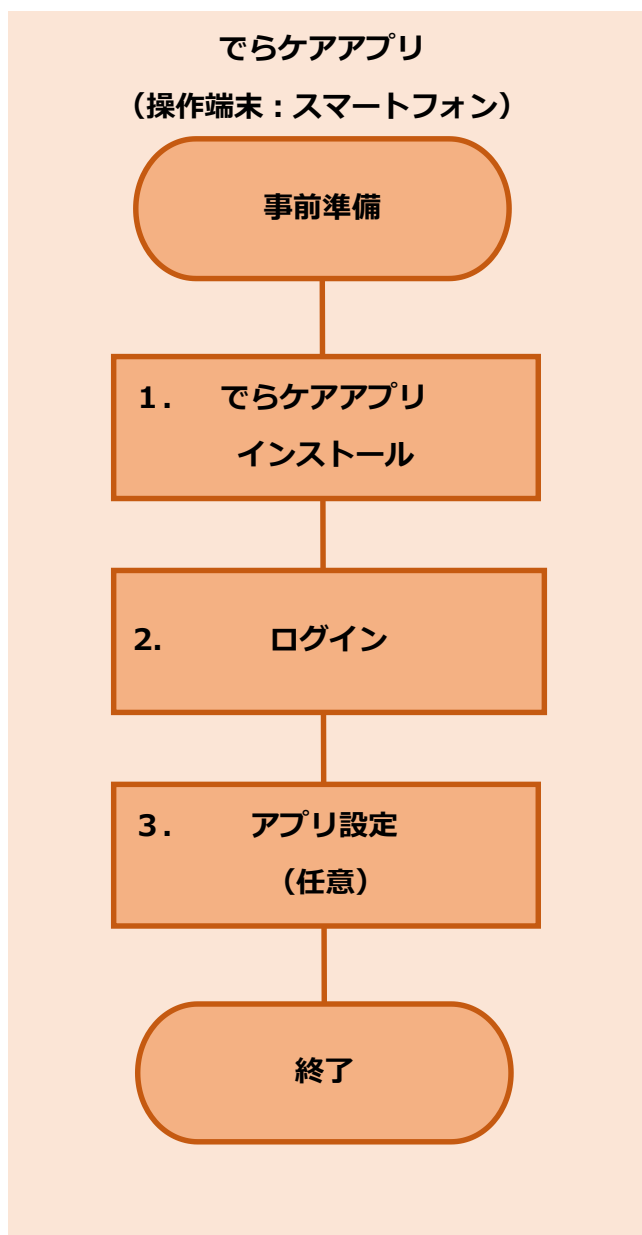 でらケアアプリ
（操作端末：スマートフォン）
事前準備
１． でらケアアプリ
インストール
2. ログイン
３． アプリ設定
（任意）
終了